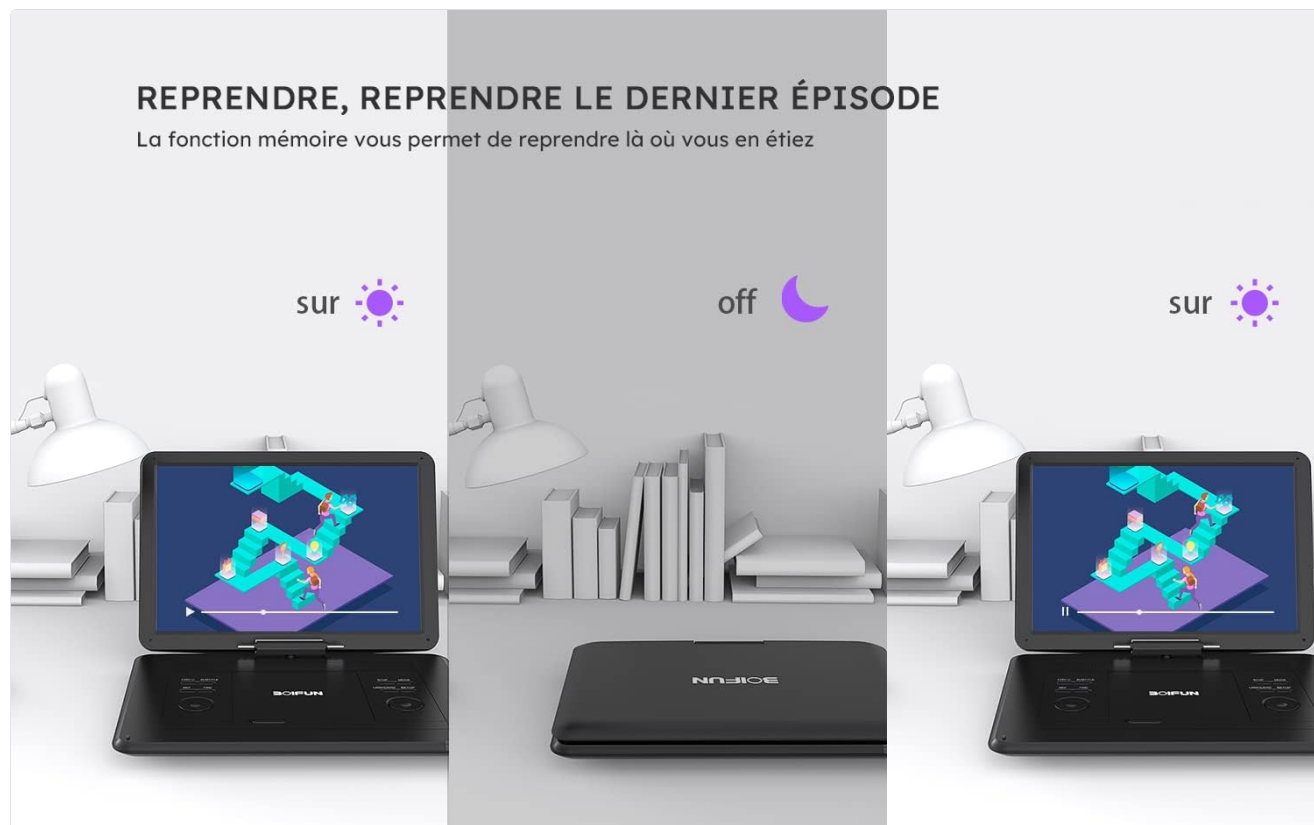 REPRENDRE, REPRENDRE LE DERNIER ÉPISODE
La fonction mémoire vous permet de reprendre là où vous en étiez
sur
off
sur
BOIFUN
BOIFUN
BOIFUN